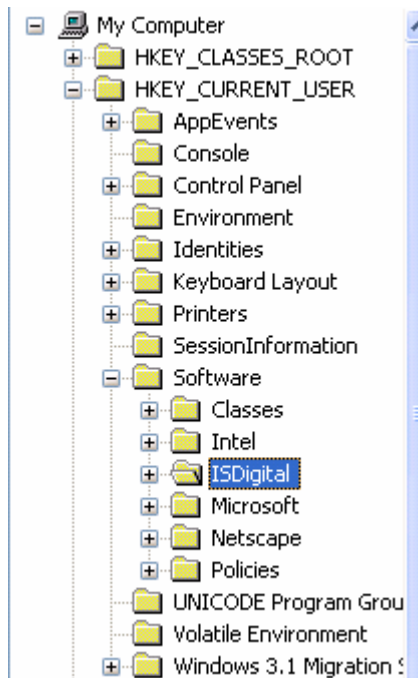 My Computer
HKEY_CLASSES_ROOT
HKEY_CURRENT_USER
AppEvents
Console
Control Panel
Environment
Identities
Keyboard Layout
Printers
SessionInformation
Software
Classes
Intel
ISDigital
Microsoft
Netscape
Policies
UNICODE Program Grou
Volatile Environment
Windows 3.1 Migration